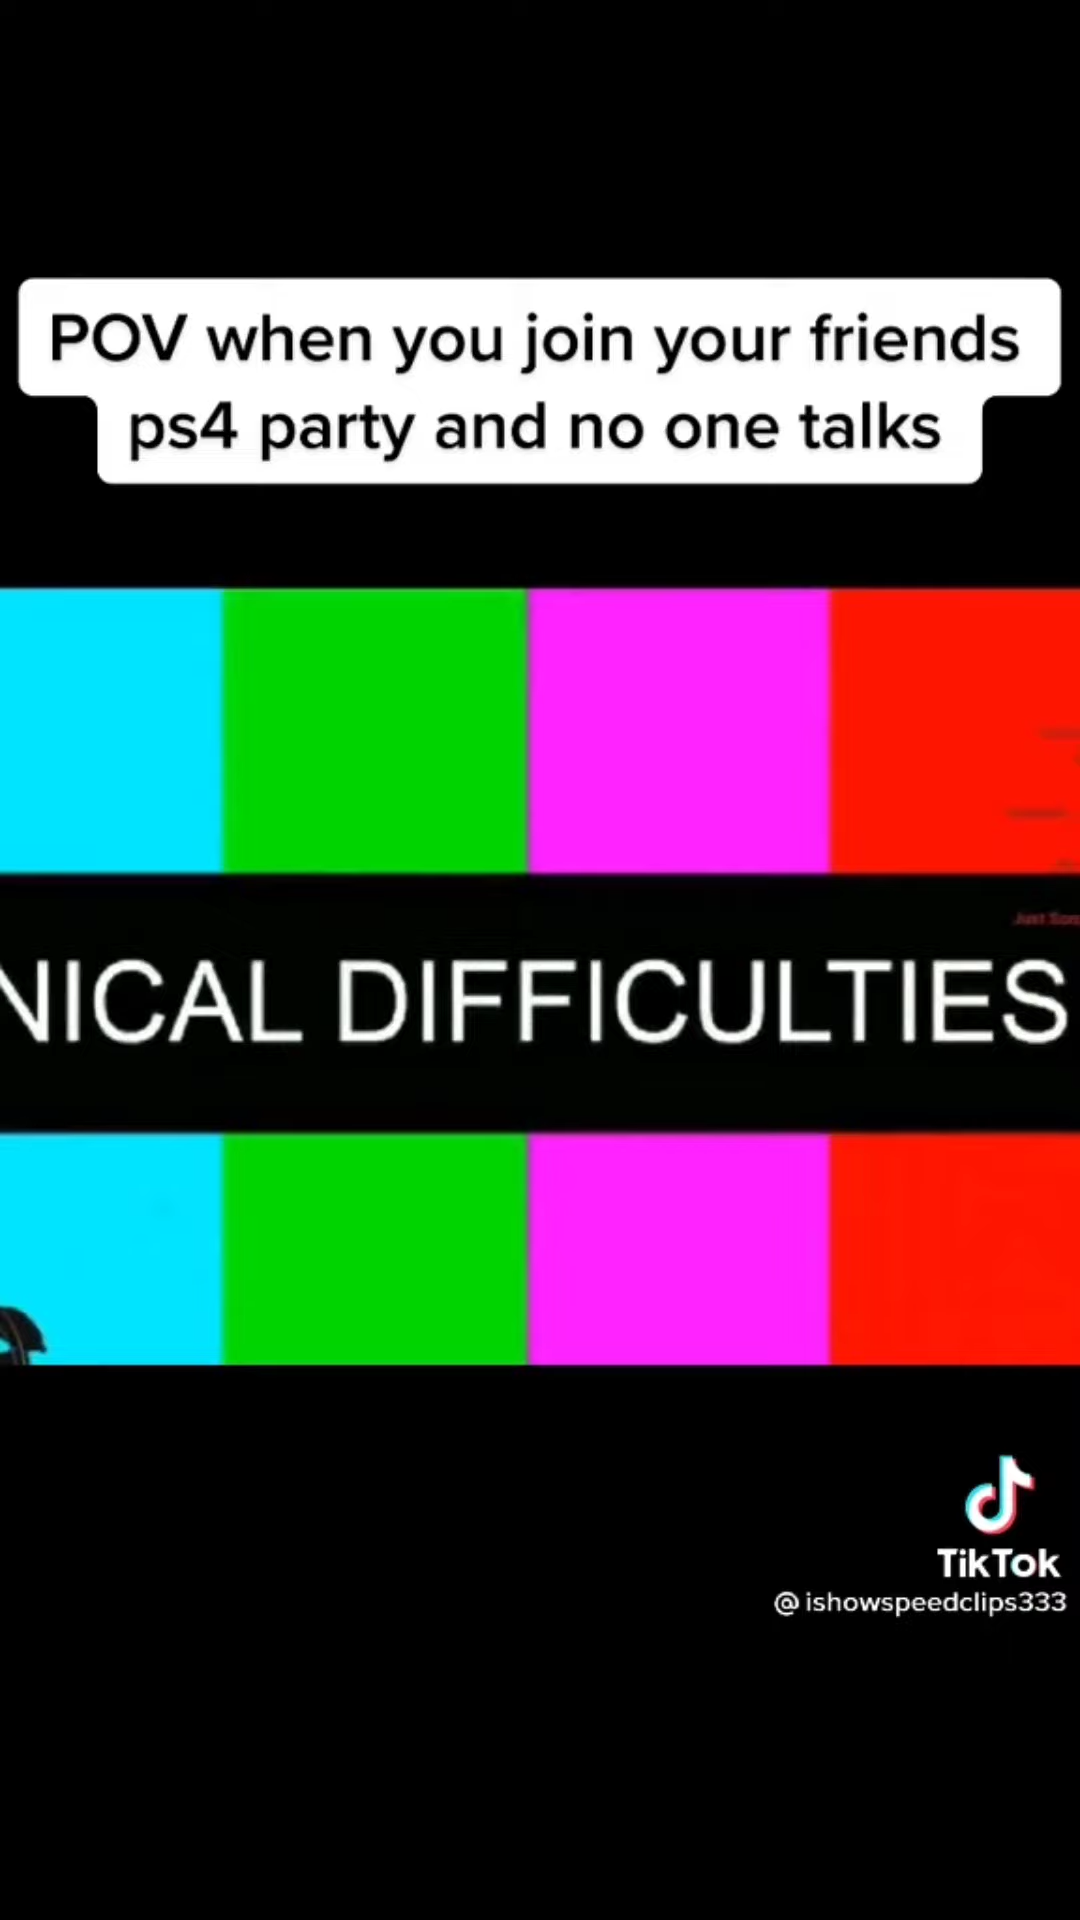 POV when you join your friends
ps4 party and no one talks
NICAL DIFFICULTIES
TikTok
@ishowspeedclips333